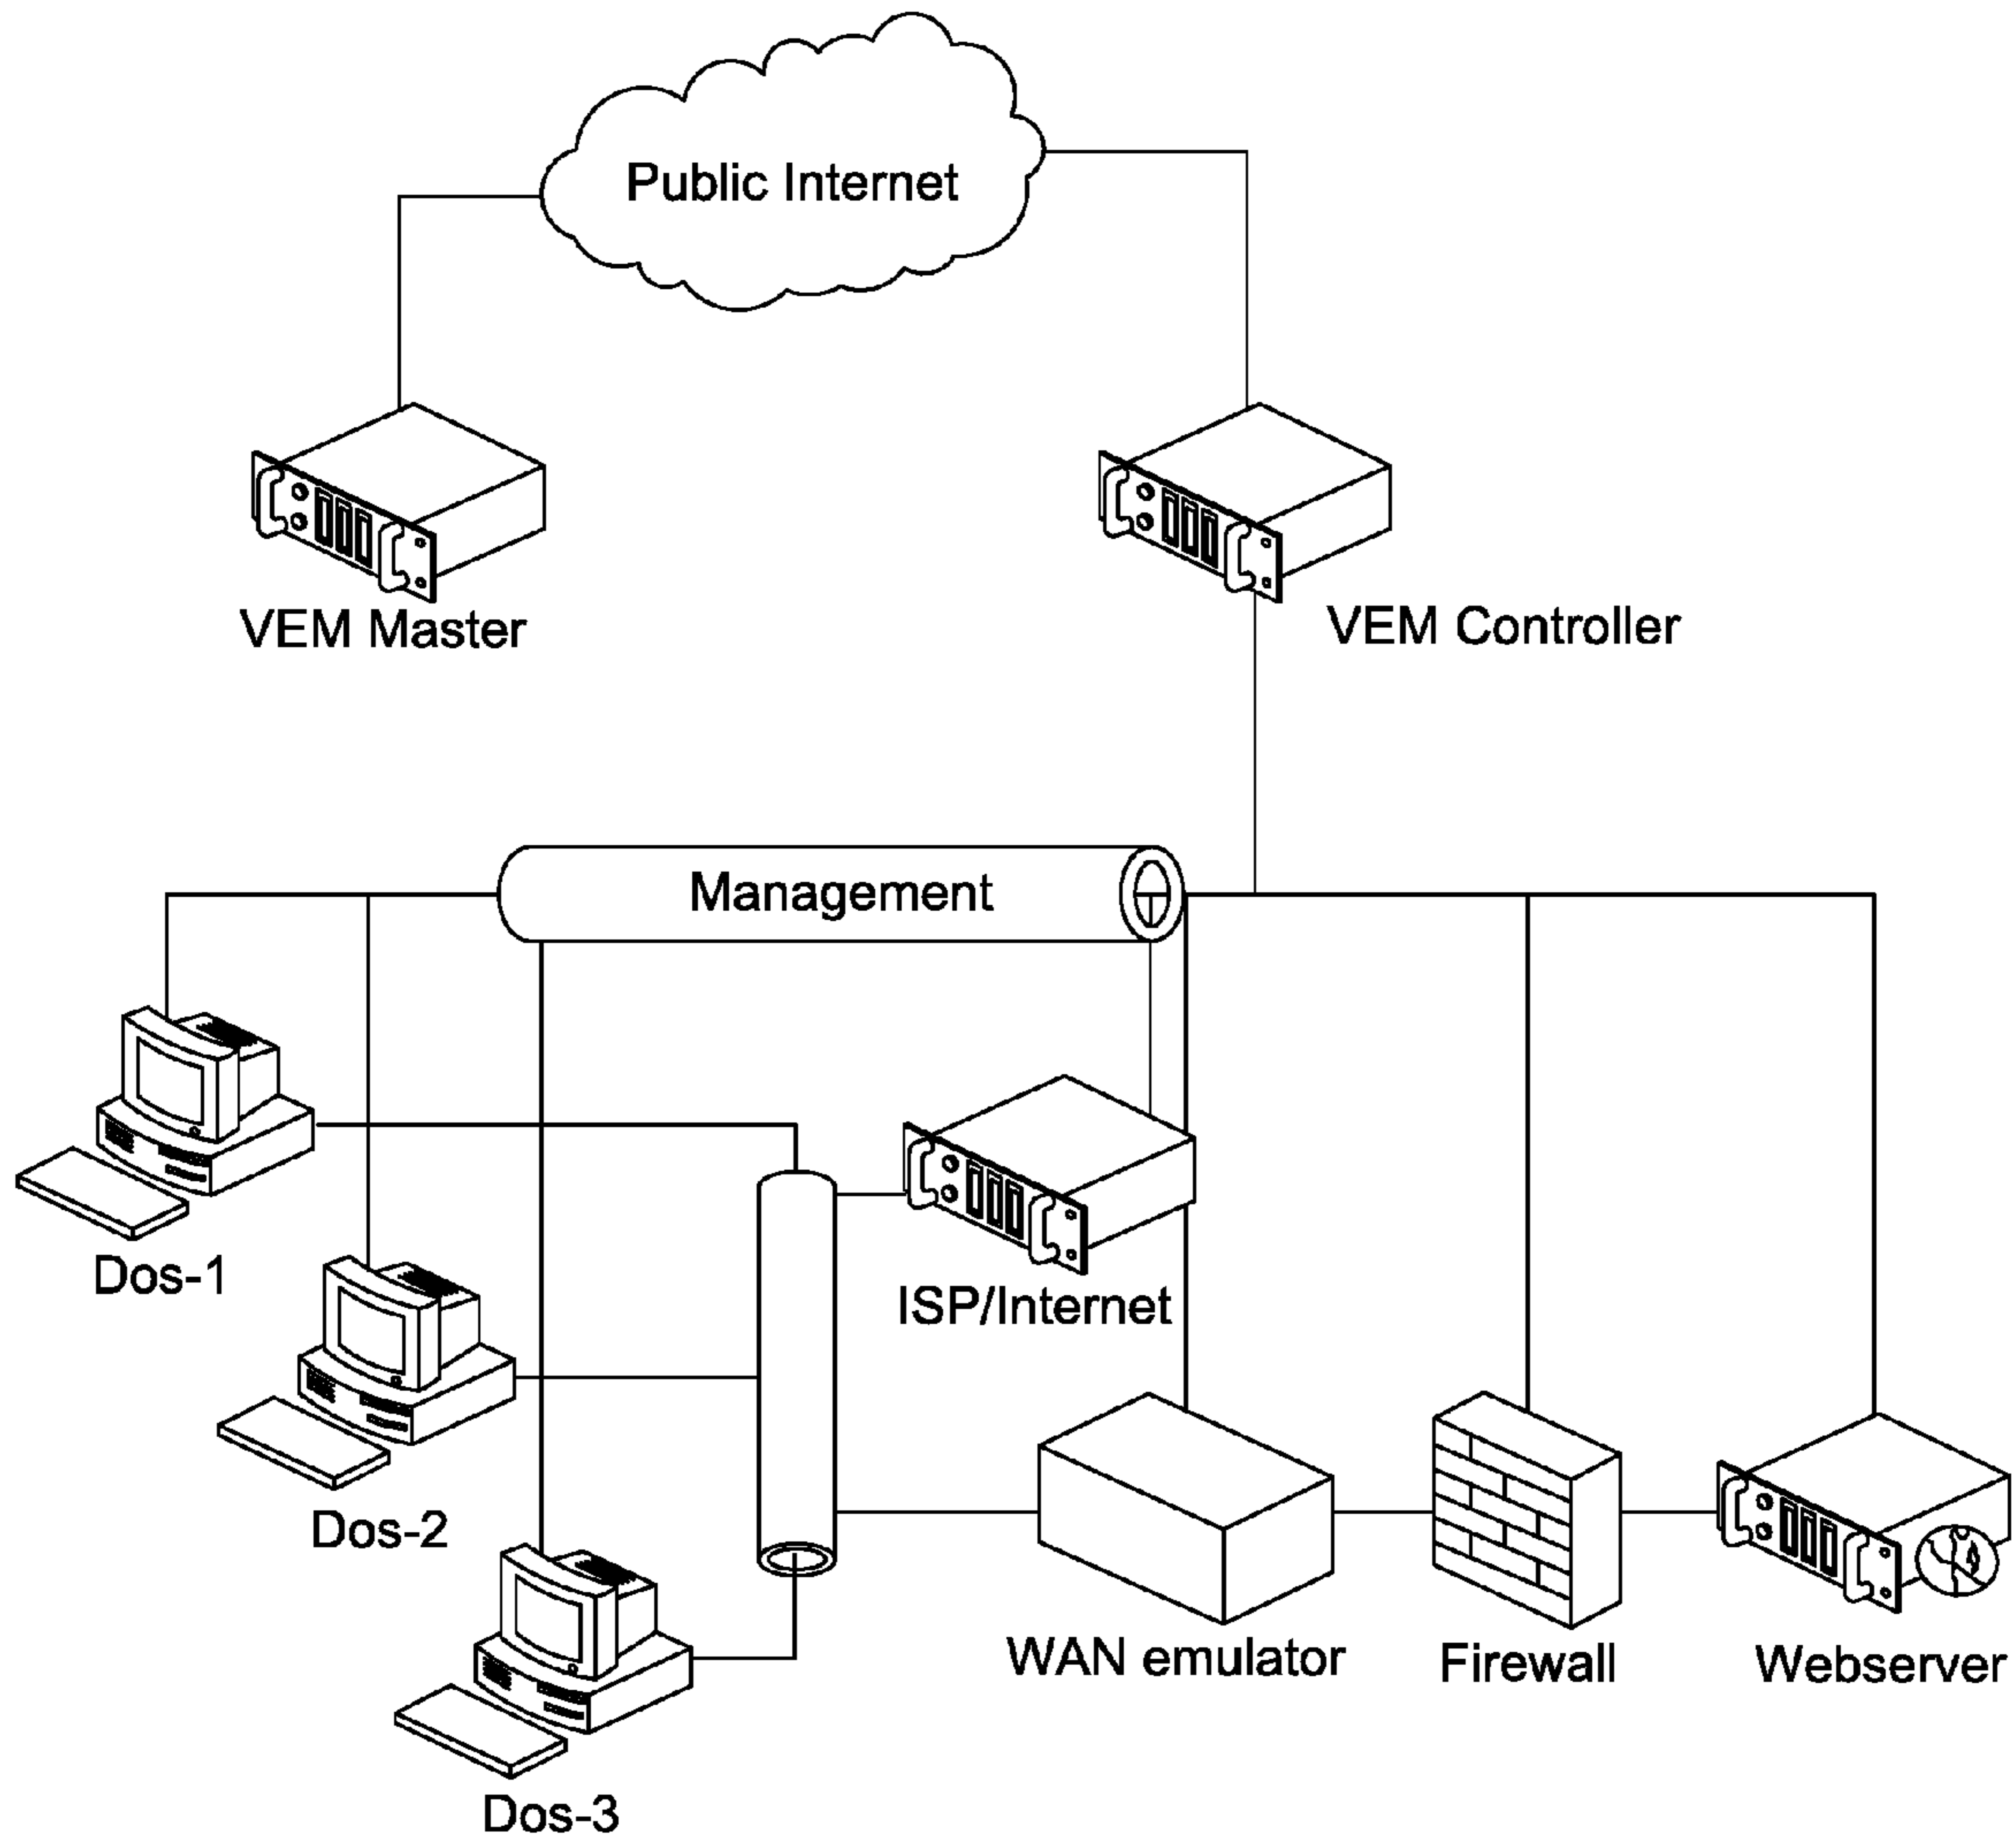 Public Internet
VEM Master
VEM Controller
Management
Dos-1
ISP/Internet
Dos-2
WAN emulator
Firewall
Webserver
Dos-3